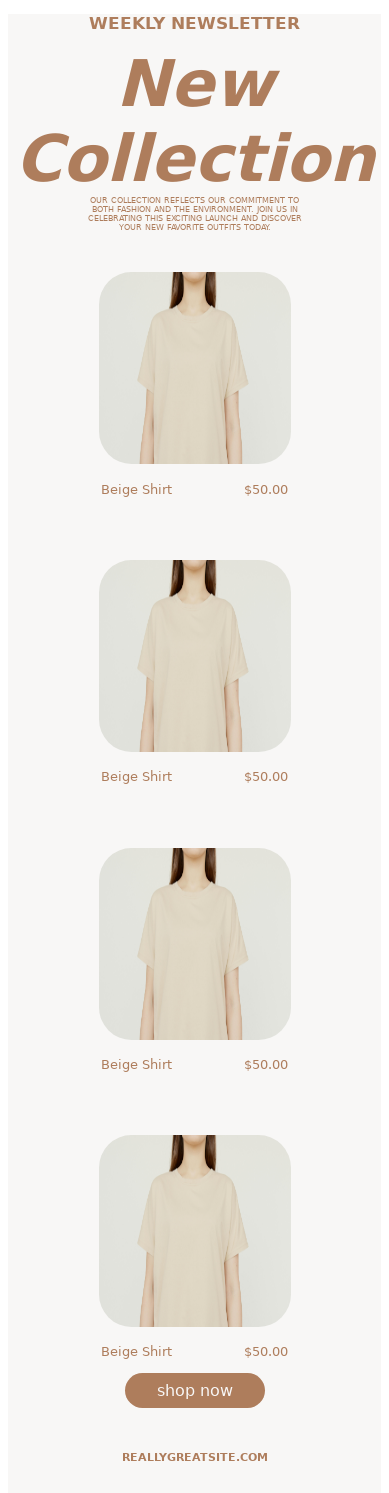 WEEKLY NEWSLETTER
New
Collection
OUR COLLECTION REFLECTS OUR COMMITMENT TO
BOTH FASHION AND THE ENVIRONMENT. JOIN US IN
CELEBRATING THIS EXCITING LAUNCH AND DISCOVER
YOUR NEW FAVORITE OUTFITS TODAY.
Beige Shirt $50.00
Beige Shirt $50.00
Beige Shirt $50.00
Beige Shirt $50.00
shop now
REALLYGREATSITE.COM